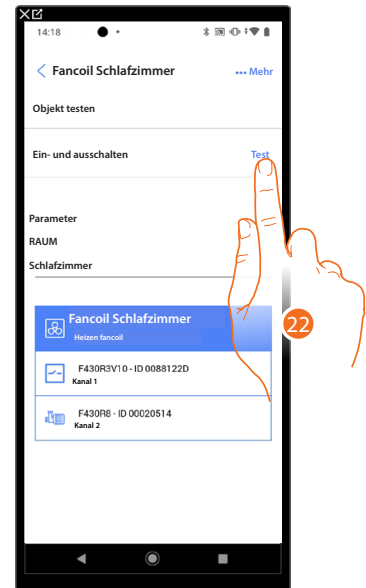 14:18
Fancoil Schlafzimmer
••• Mehr
Objekt testen
Ein- und ausschalten
Test
Parameter
RAUM
Schlafzimmer
Fancoil Schlafzimmer
Heizen fancoil
F430R3V10 - ID 0088122D
Kanal 1
F430R8 - ID 00020514
Kanal 2
22